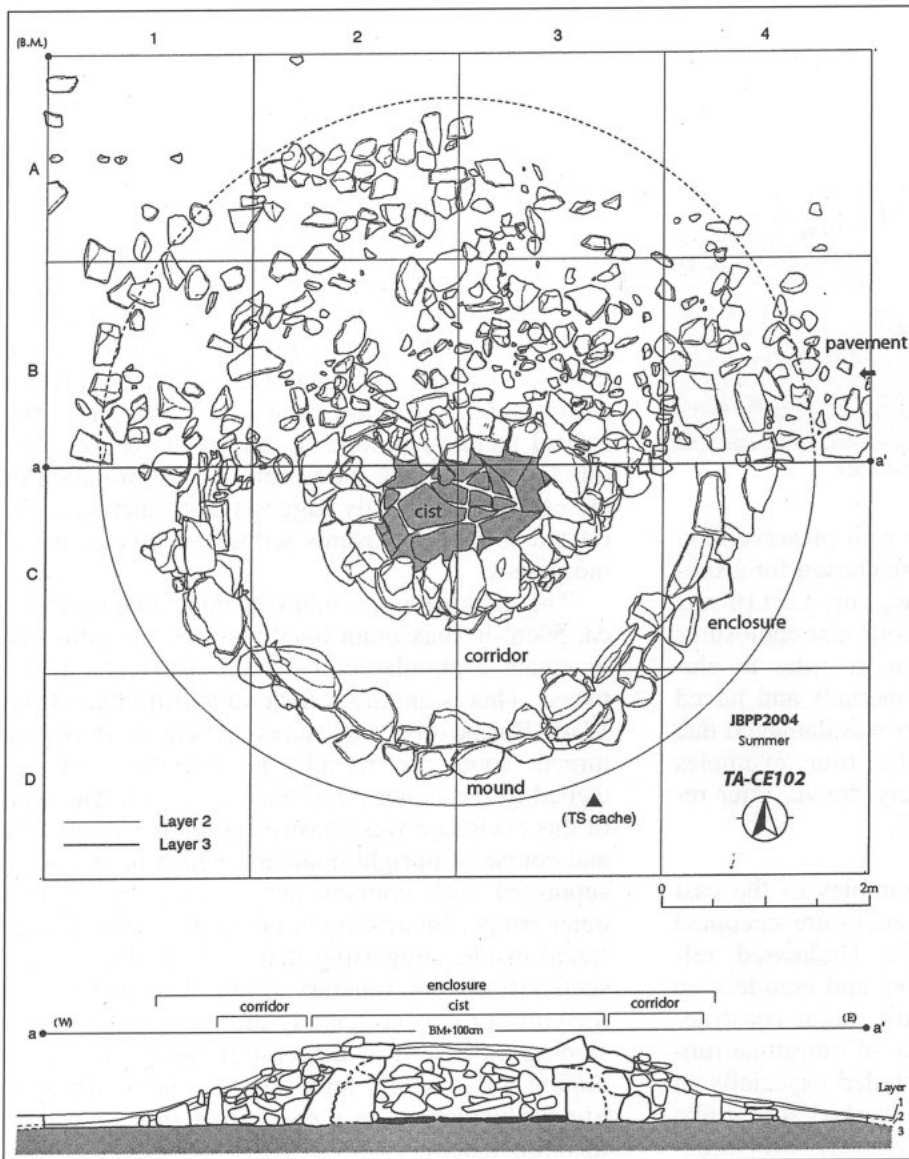 1 2 3 4
(B.M.)
A
B
pavement
a a'
cist
C
enclosure
corridor
JBPP2004
Summer
D
mound
TA-CE102
(TS cache)
Layer 2
Layer 3
0 2m
enclosure
corridor cist corridor
a (W) BM+100cm (E) a'
Layer
1
2
3